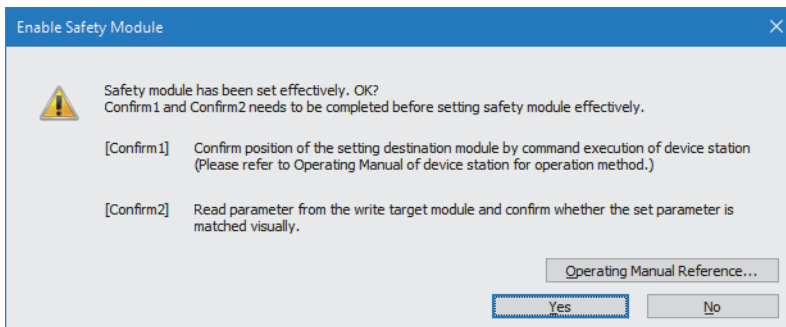 Enable Safety Module
Safety module has been set effectively. OK?
Confirm1 and Confirm2 needs to be completed before setting safety module effectively.
[Confirm1] Confirm position of the setting destination module by command execution of device station
(Please refer to Operating Manual of device station for operation method.)
[Confirm2] Read parameter from the write target module and confirm whether the set parameter is
matched visually.
Operating Manual Reference...
Yes No